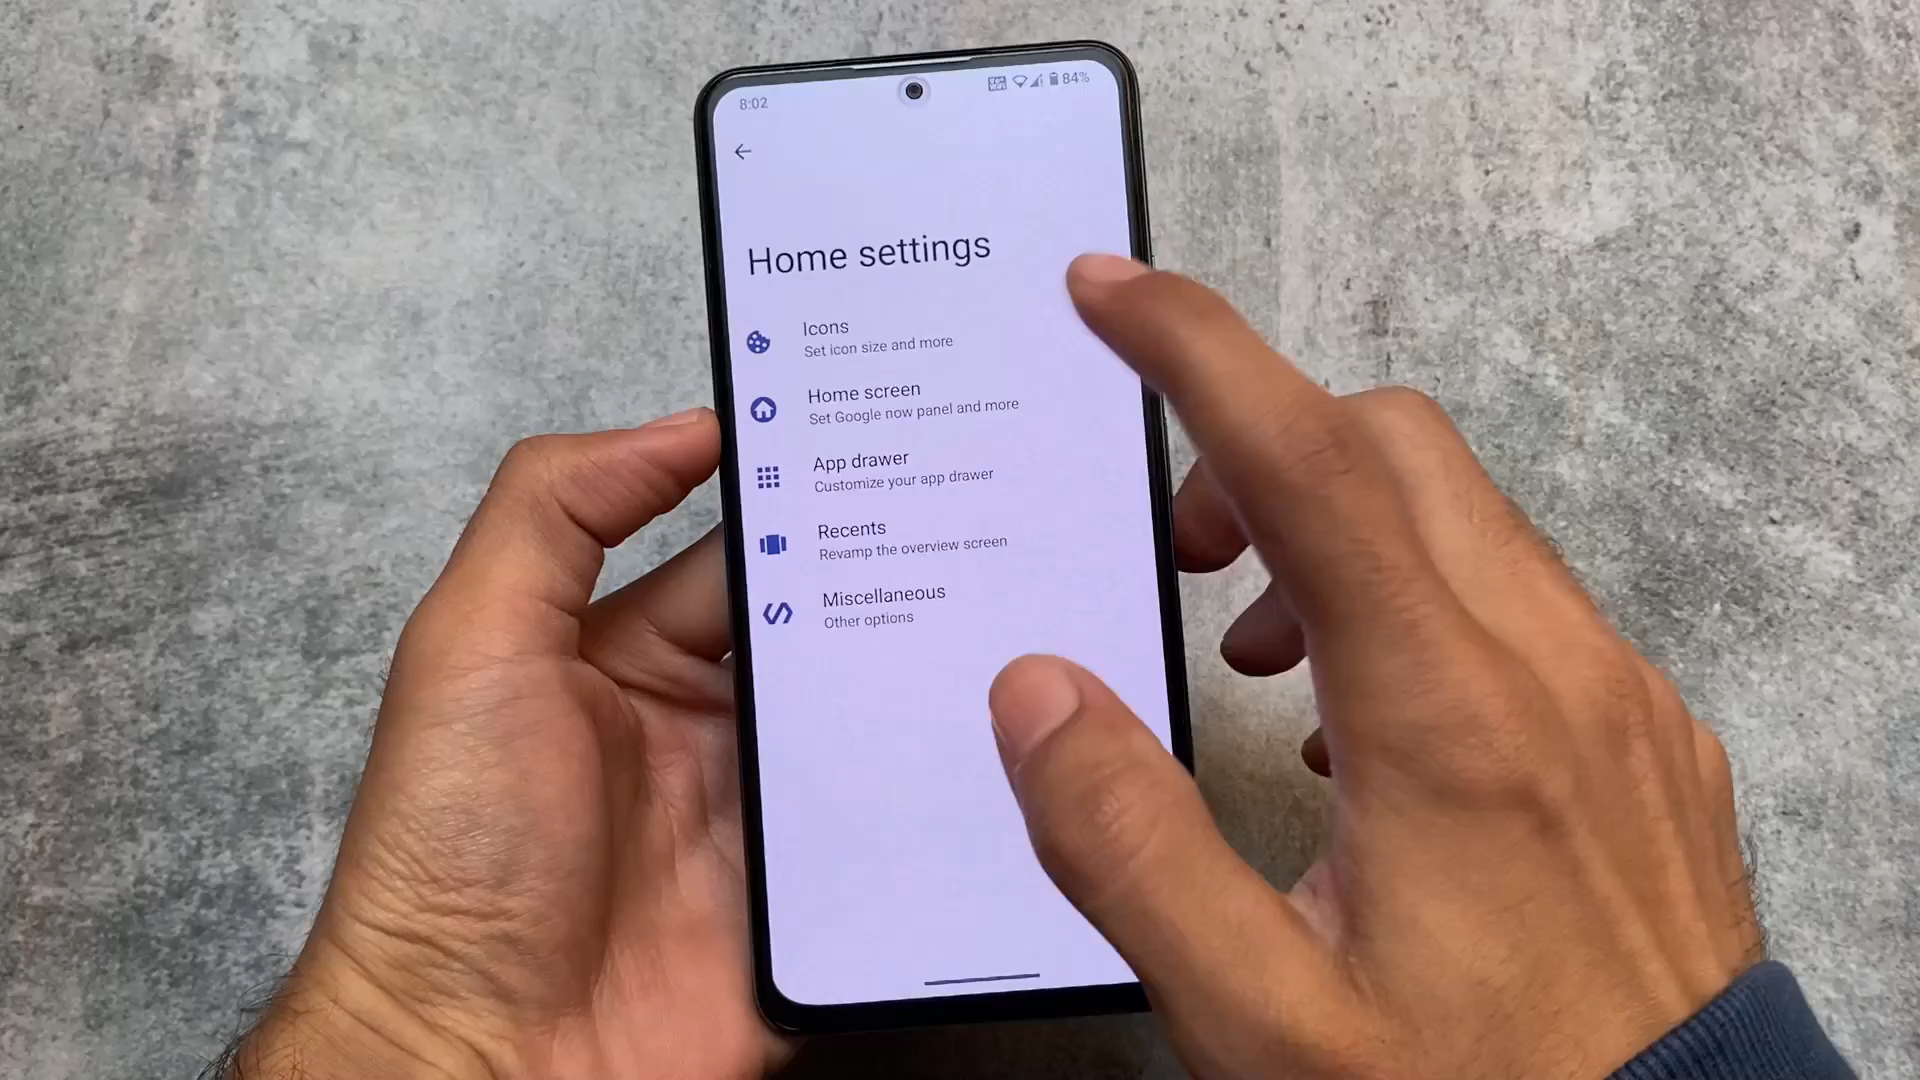 8:02
84%
Home settings
Icons
Set icon size and more
Home screen
Set Google now panel and more
App drawer
Customize your app drawer
Recents
Revamp the overview screen
Miscellaneous
Other options